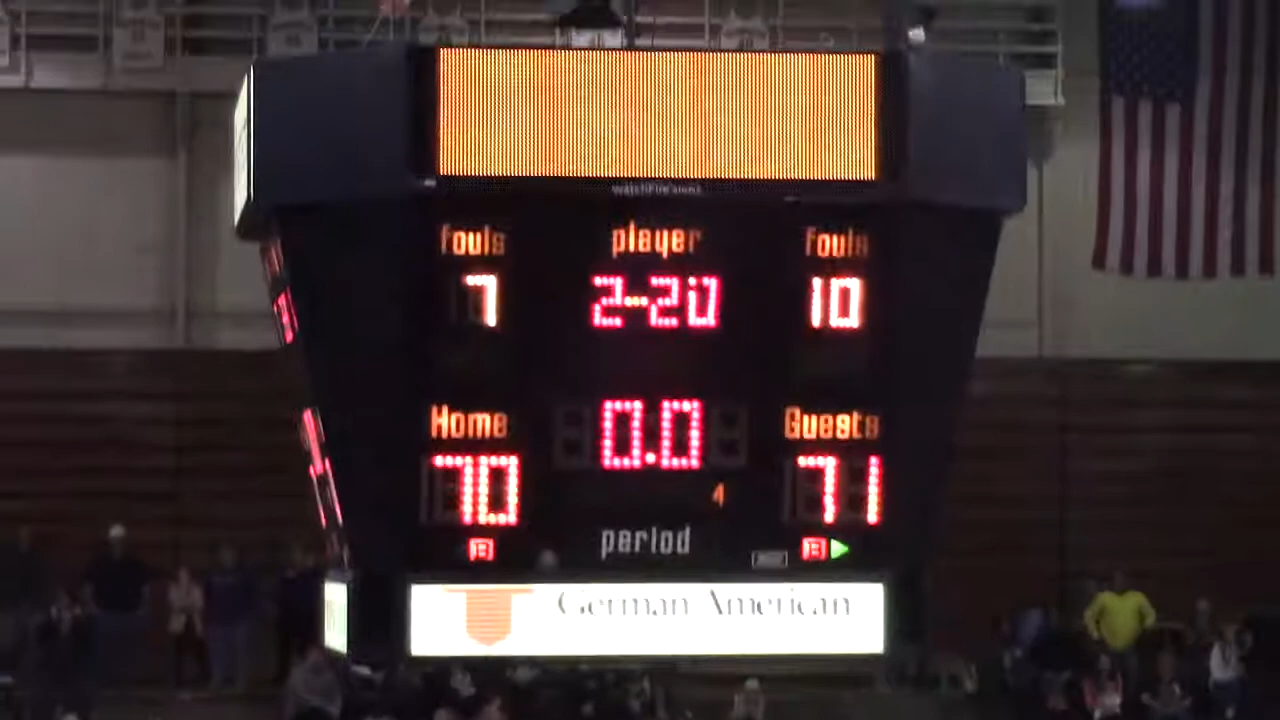 fouls player fouls
7 2-20 10
Home 0.0 Guests
70 71
4
period
German American